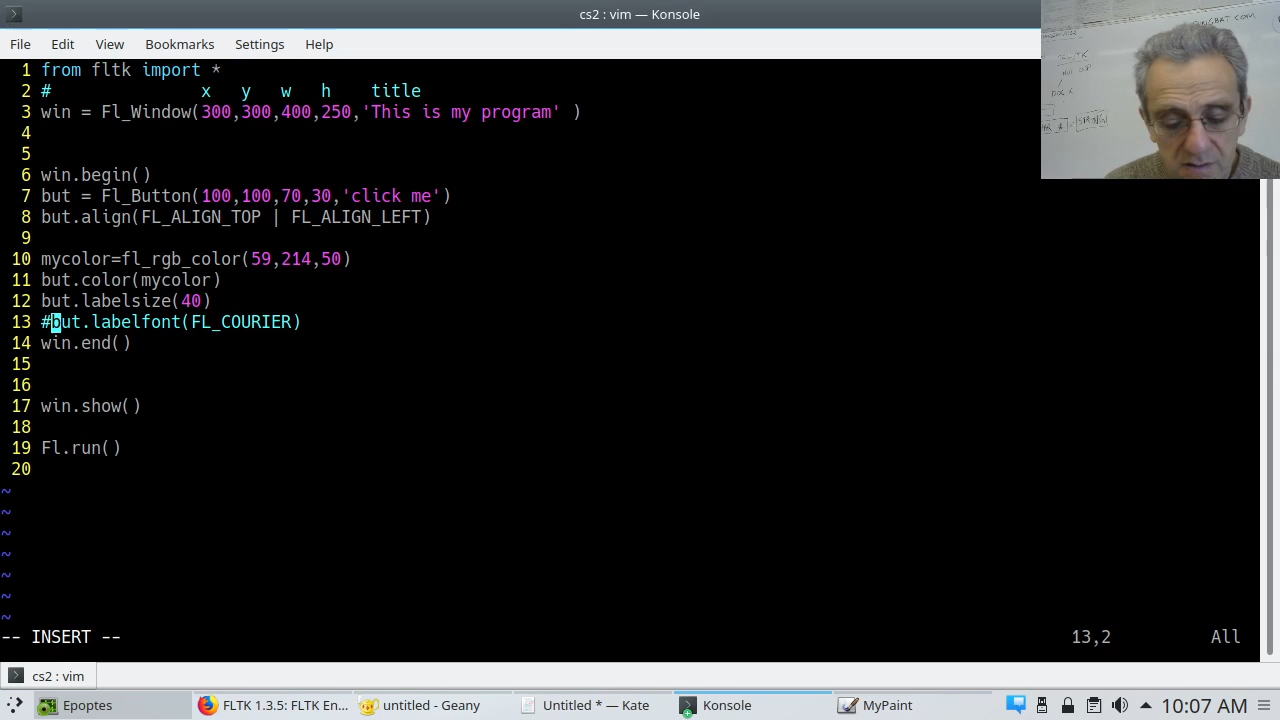 cs2 : vim — Konsole
File Edit View Bookmarks Settings Help
1 from fltk import *
2 # x y w h title
3 win = Fl_Window(300,300,400,250,'This is my program' )
4
5
6 win.begin()
7 but = Fl_Button(100,100,70,30,'click me')
8 but.align(FL_ALIGN_TOP | FL_ALIGN_LEFT)
9
10 mycolor=fl_rgb_color(59,214,50)
11 but.color(mycolor)
12 but.labelsize(40)
13 #but.labelfont(FL_COURIER)
14 win.end()
15
16
17 win.show()
18
19 Fl.run()
20
~
~
~
~
~
~
~
-- INSERT -- 13,2 All
cs2 : vim
Epoptes FLTK 1.3.5: FLTK En... untitled - Geany Untitled * — Kate Konsole MyPaint 10:07 AM